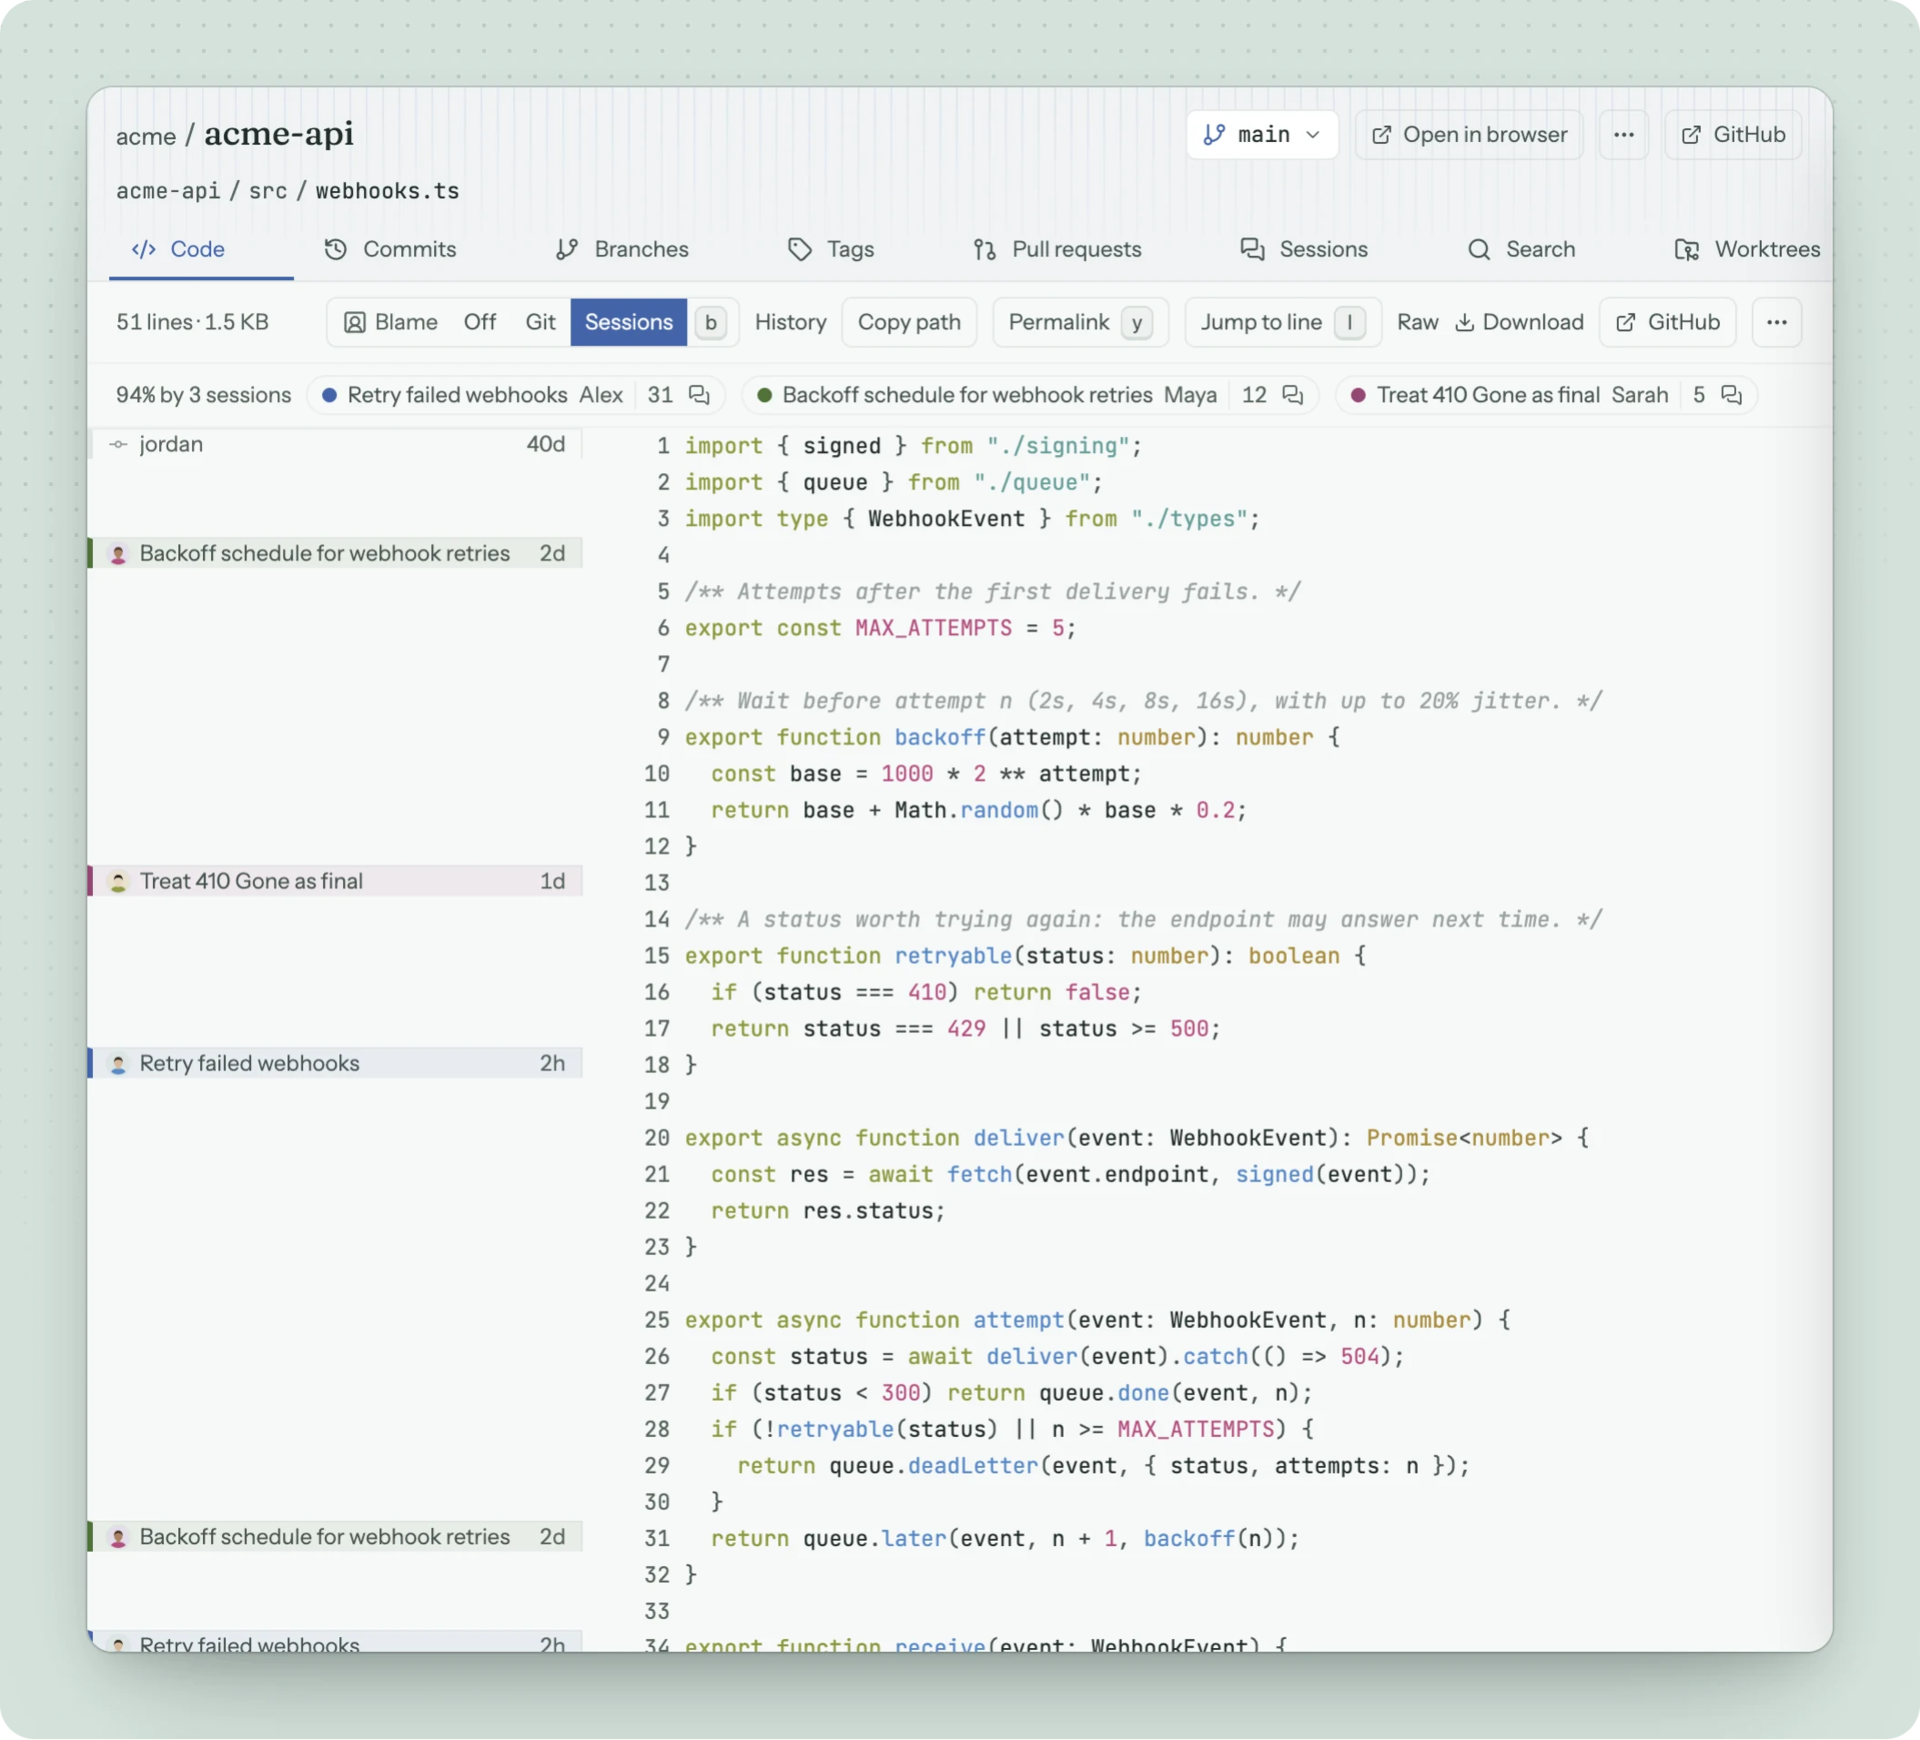 acme / acme-api
main
Open in browser
GitHub
acme-api / src / webhooks.ts
Code
Commits
Branches
Tags
Pull requests
Sessions
Search
Worktrees
51 lines · 1.5 KB
Blame Off Git Sessions b
History
Copy path
Permalink y
Jump to line l
Raw
Download
GitHub
94% by 3 sessions
Retry failed webhooks Alex 31
Backoff schedule for webhook retries Maya 12
Treat 410 Gone as final Sarah 5
jordan 40d
1 import { signed } from "./signing";
2 import { queue } from "./queue";
3 import type { WebhookEvent } from "./types";
Backoff schedule for webhook retries 2d
4
5 /** Attempts after the first delivery fails. */
6 export const MAX_ATTEMPTS = 5;
7
8 /** Wait before attempt n (2s, 4s, 8s, 16s), with up to 20% jitter. */
9 export function backoff(attempt: number): number {
10   const base = 1000 * 2 ** attempt;
11   return base + Math.random() * base * 0.2;
12 }
Treat 410 Gone as final 1d
13
14 /** A status worth trying again: the endpoint may answer next time. */
15 export function retryable(status: number): boolean {
16   if (status === 410) return false;
17   return status === 429 || status >= 500;
Retry failed webhooks 2h
18 }
19
20 export async function deliver(event: WebhookEvent): Promise<number> {
21   const res = await fetch(event.endpoint, signed(event));
22   return res.status;
23 }
24
25 export async function attempt(event: WebhookEvent, n: number) {
26   const status = await deliver(event).catch(() => 504);
27   if (status < 300) return queue.done(event, n);
28   if (!retryable(status) || n >= MAX_ATTEMPTS) {
29     return queue.deadLetter(event, { status, attempts: n });
30   }
Backoff schedule for webhook retries 2d
31   return queue.later(event, n + 1, backoff(n));
32 }
33
Retry failed webhooks 2h
34 export function receive(event: WebhookEvent) {